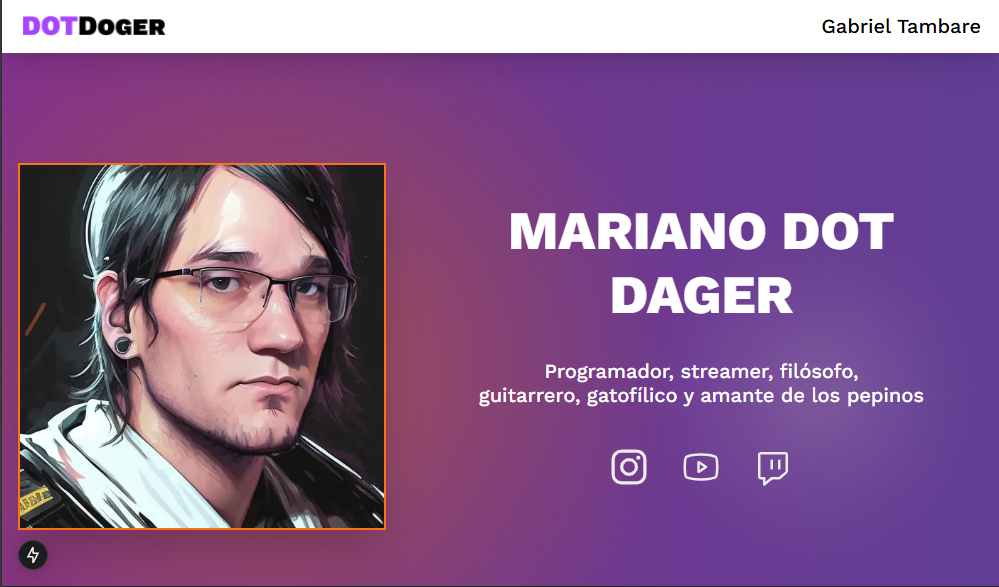 DOTDOGER
Gabriel Tambare
MARIANO DOT
DAGER
Programador, streamer, filósofo,
guitarrero, gatofílico y amante de los pepinos